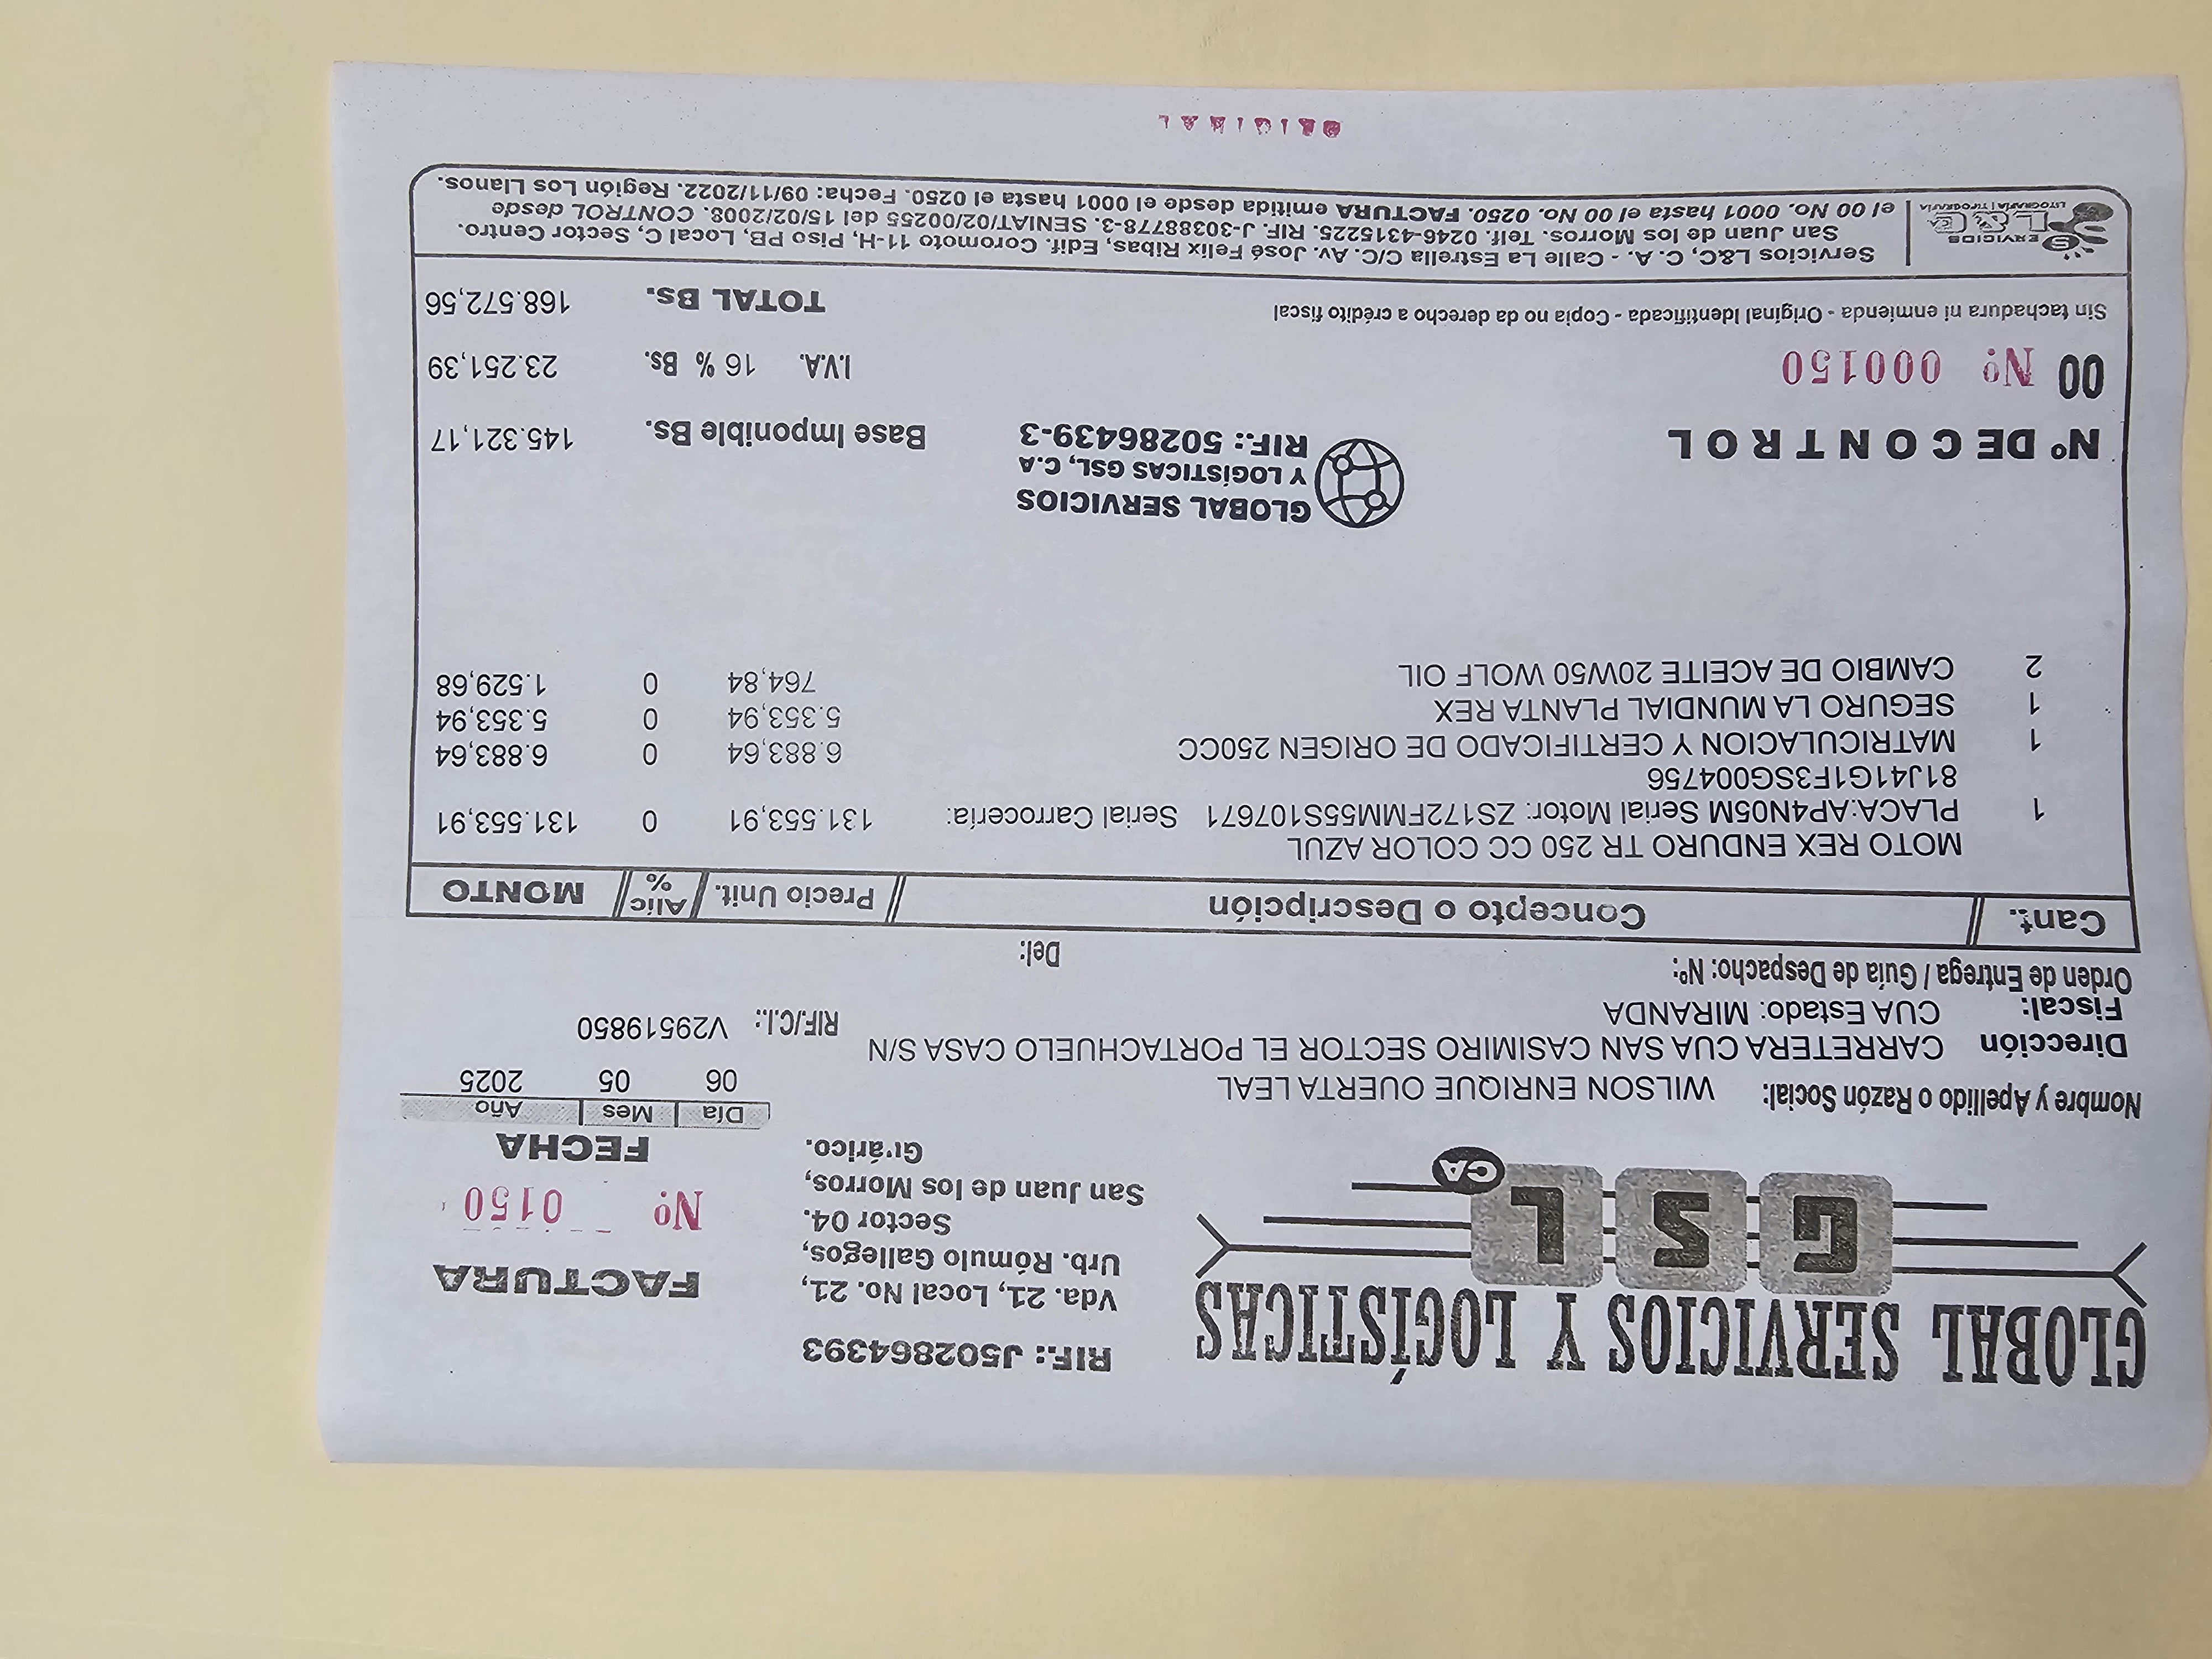 GLOBAL SERVICIOS Y LOGÍSTICAS
GSL CA
RIF.: J502864393
Vda. 21, Local No. 21,
Urb. Rómulo Gallegos,
Sector 04.
San Juan de los Morros,
Guárico.
FACTURA
Nº 0150
FECHA
Día Mes Año
06 05 2025
Nombre y Apellido o Razón Social: WILSON ENRIQUE OUERTA LEAL
Dirección CARRETERA CUA SAN CASIMIRO SECTOR EL PORTACHUELO CASA S/N RIF./C.I.: V29519850
Fiscal: CUA Estado: MIRANDA
Orden de Entrega / Guía de Despacho: Nº: Del:
Cant. Concepto o Descripción Precio Unit. Alíc % MONTO
MOTO REX ENDURO TR 250 CC COLOR AZUL
1 PLACA:AP4N05M Serial Motor: ZS172FMM55S107671 Serial Carrocería: 131.553,91 0 131.553,91
81J41G1F3SG004756
1 MATRICULACION Y CERTIFICADO DE ORIGEN 250CC 6.883,64 0 6.883,64
1 SEGURO LA MUNDIAL PLANTA REX 5.353,94 0 5.353,94
2 CAMBIO DE ACEITE 20W50 WOLF OIL 764,84 0 1.529,68
GLOBAL SERVICIOS
Y LOGÍSTICAS GSL, C.A
RIF.: 50286439-3
Nº DE CONTROL
00 Nº 000150
Base Imponible Bs. 145.321,17
I.V.A. 16 % Bs. 23.251,39
TOTAL Bs. 168.572,56
Sin tachadura ni enmienda - Original Identificada - Copia no da derecho a crédito fiscal
SERVICIOS L&C CA
LITOGRAFÍA | TIPOGRAFÍA
Servicios L&C, C. A. - Calle La Estrella C/C. Av. José Felix Ribas, Edif. Coromoto 11-H, Piso PB, Local C, Sector Centro.
San Juan de los Morros. Telf. 0246-4315225. RIF. J-30388778-3. SENIAT/02/00255 del 15/02/2008. CONTROL desde
el 00 No. 0001 hasta el 00 No. 0250. FACTURA emitida desde el 0001 hasta el 0250. Fecha: 09/11/2022. Región Los Llanos.
ORIGINAL